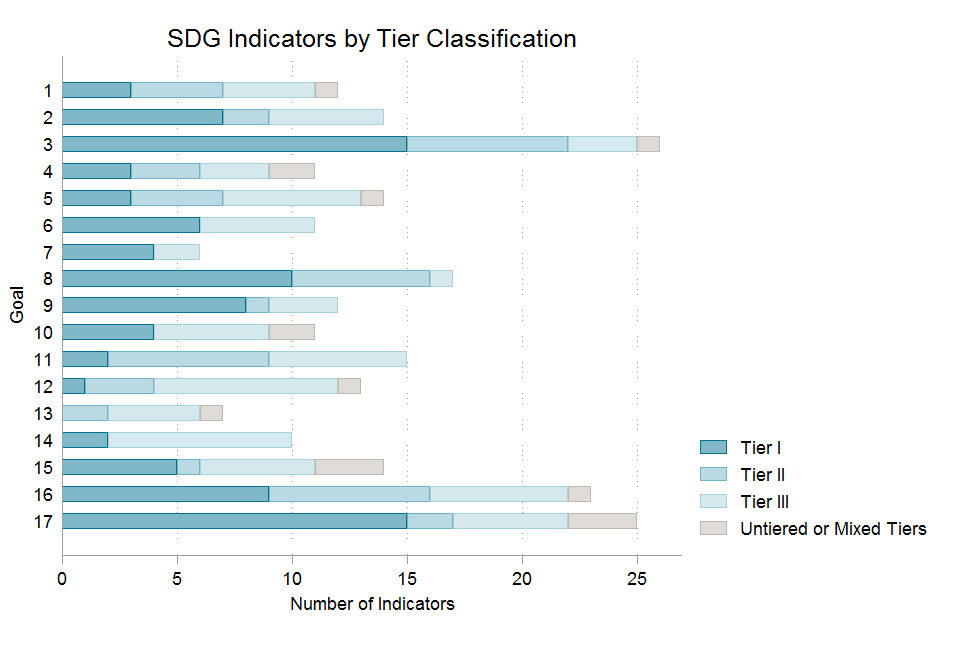 SDG Indicators by Tier Classification
Goal
1
2
3
4
5
6
7
8
9
10
11
12
13
14
15
16
17
0 5 10 15 20 25
Number of Indicators
Tier I
Tier II
Tier III
Untiered or Mixed Tiers